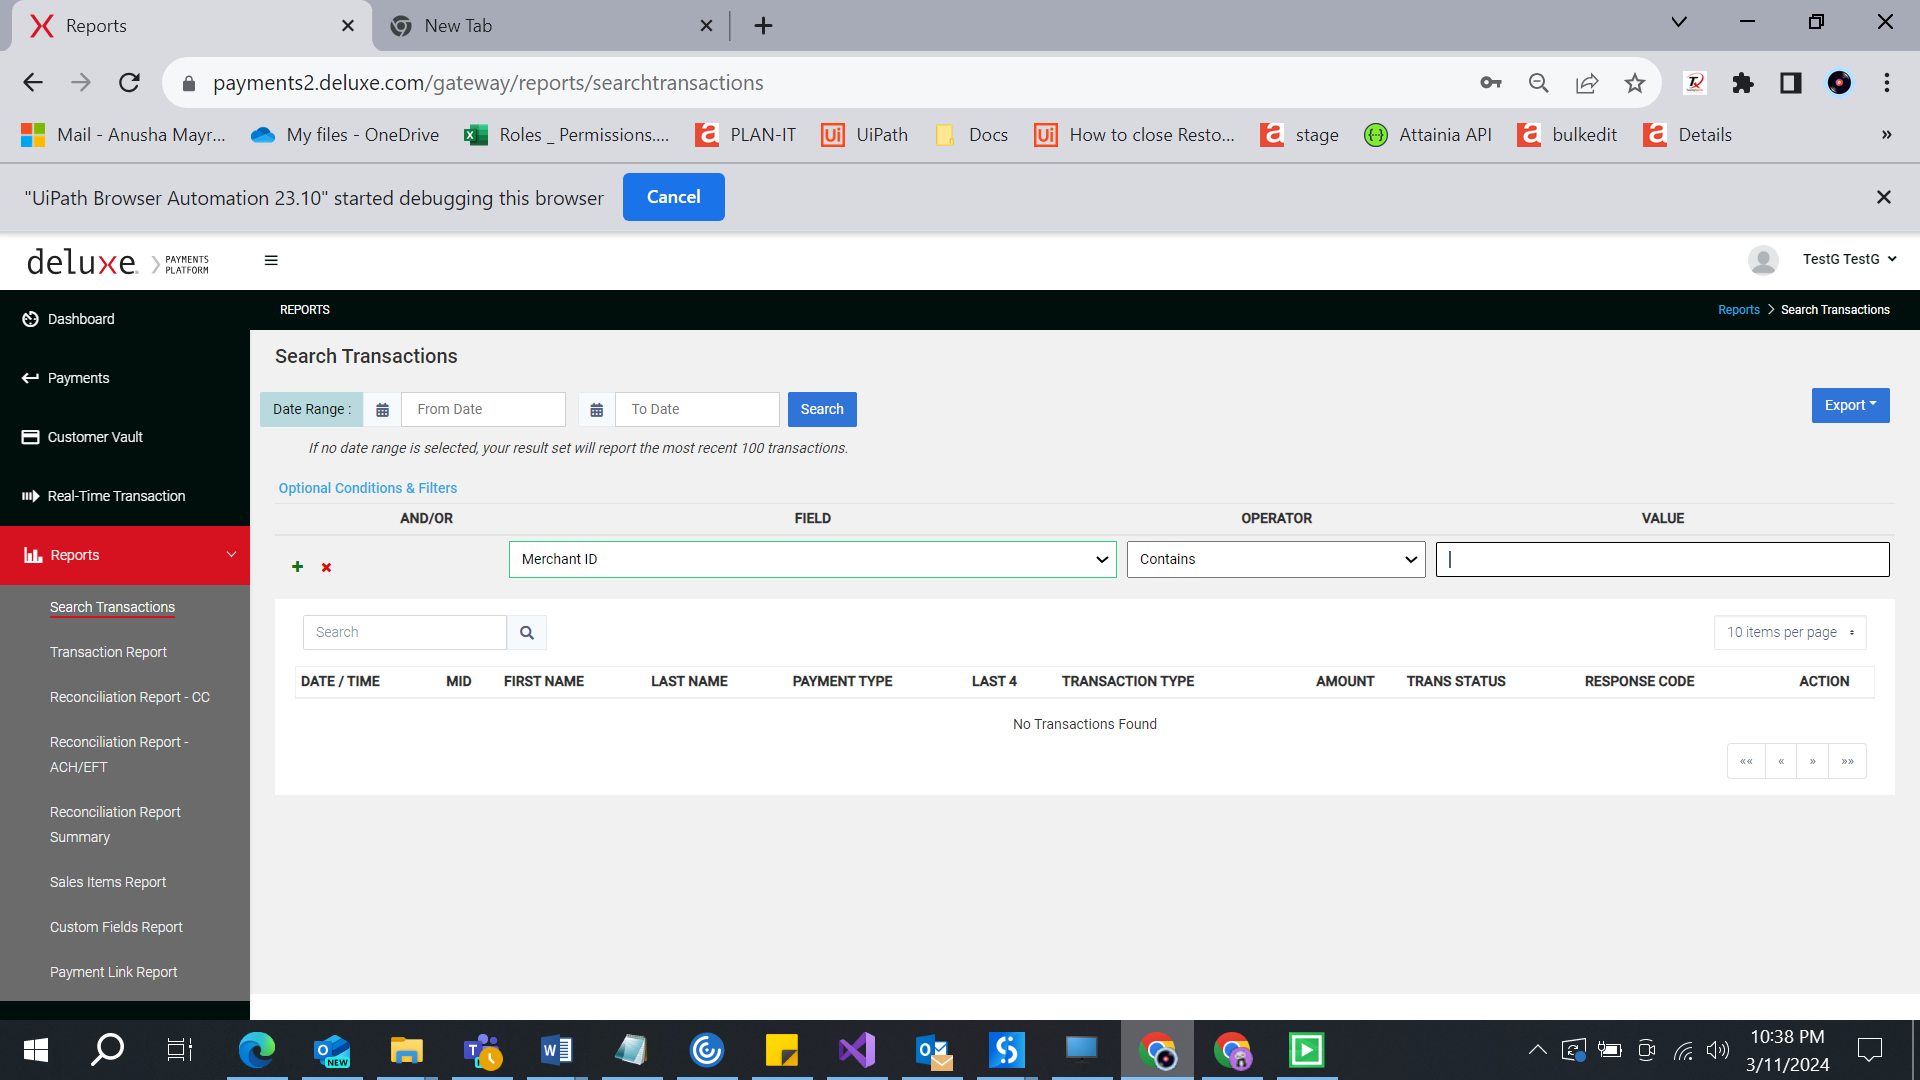 Reports
New Tab
payments2.deluxe.com/gateway/reports/searchtransactions
Mail - Anusha Mayr...
My files - OneDrive
Roles _ Permissions....
PLAN-IT
UiPath
Docs
How to close Resto...
stage
Attainia API
bulkedit
Details
»
"UiPath Browser Automation 23.10" started debugging this browser
Cancel
deluxe. PAYMENTS
PLATFORM
TestG TestG
Dashboard
Payments
Customer Vault
Real-Time Transaction
Reports
Search Transactions
Transaction Report
Reconciliation Report - CC
Reconciliation Report -
ACH/EFT
Reconciliation Report
Summary
Sales Items Report
Custom Fields Report
Payment Link Report
REPORTS
Reports > Search Transactions
Search Transactions
Date Range :
From Date
To Date
Search
Export
If no date range is selected, your result set will report the most recent 100 transactions.
Optional Conditions & Filters
AND/OR FIELD OPERATOR VALUE
Merchant ID
Contains
Search
10 items per page
DATE / TIME MID FIRST NAME LAST NAME PAYMENT TYPE LAST 4 TRANSACTION TYPE AMOUNT TRANS STATUS RESPONSE CODE ACTION
No Transactions Found
«« « » »»
NEW
10:38 PM
3/11/2024